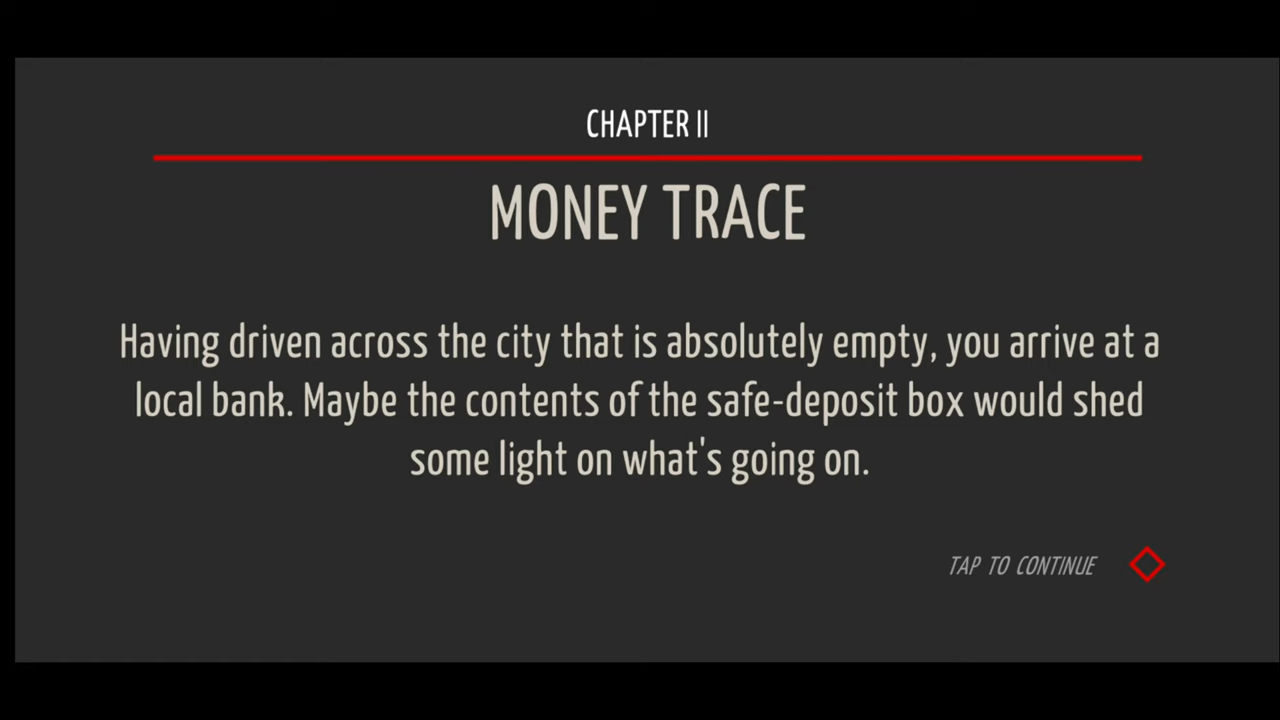 CHAPTER II
MONEY TRACE
Having driven across the city that is absolutely empty, you arrive at a
local bank. Maybe the contents of the safe-deposit box would shed
some light on what's going on.
TAP TO CONTINUE